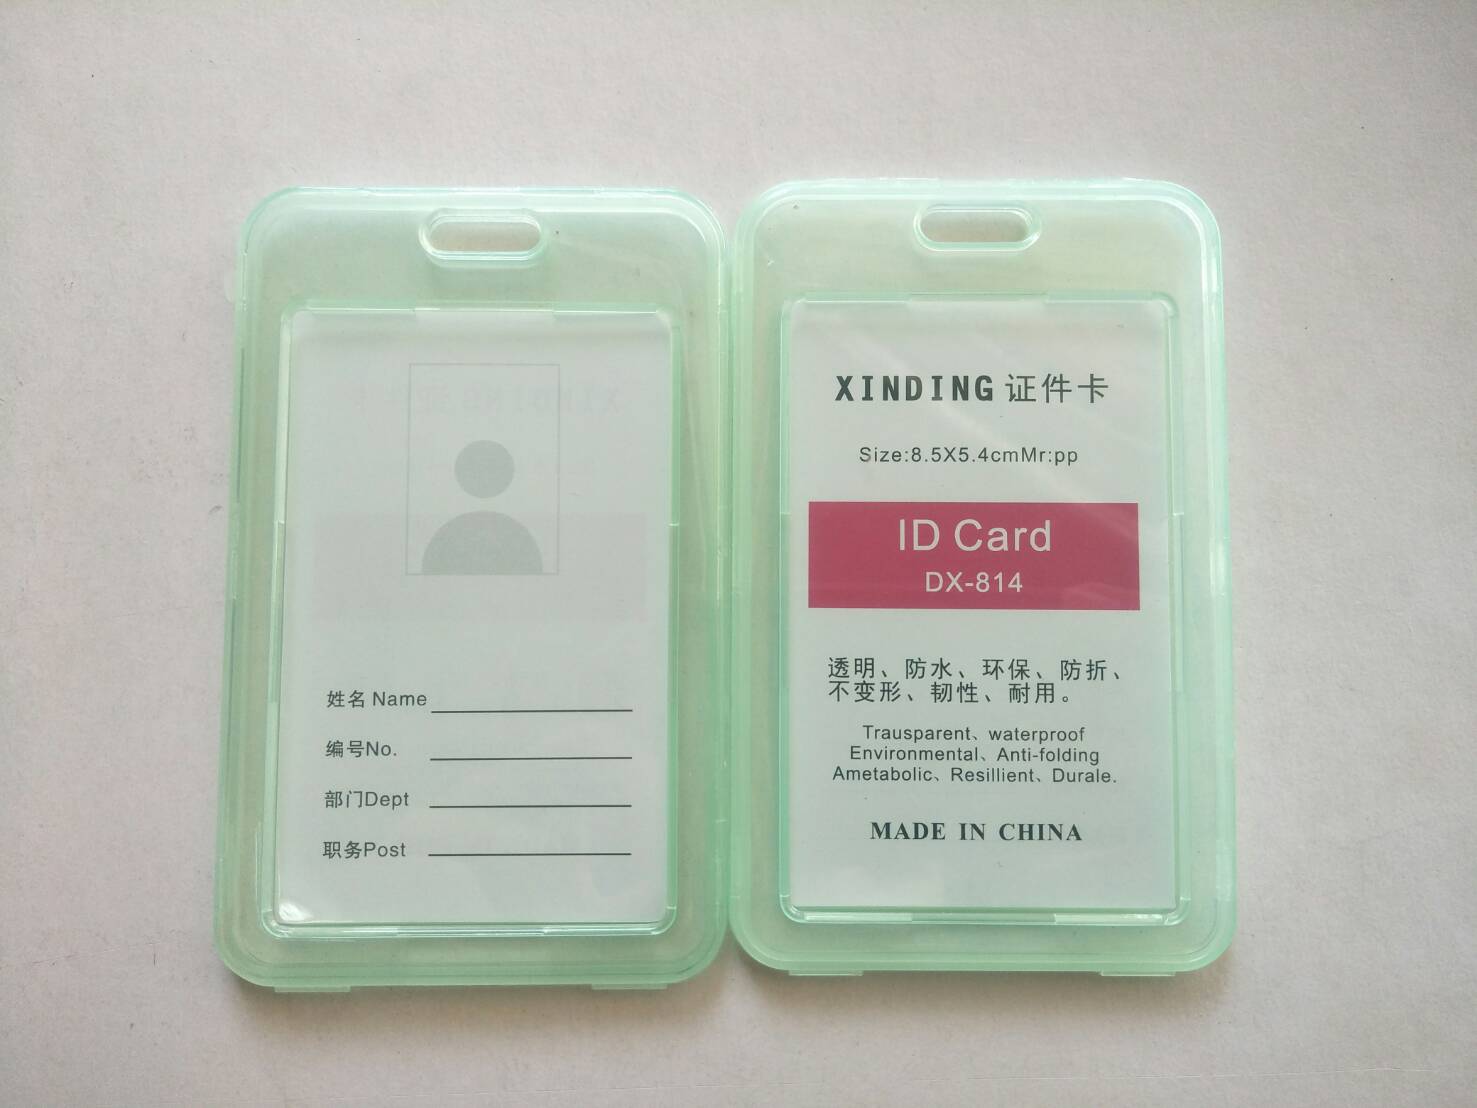 姓名 Name
编号No.
部门Dept
职务Post
XINDING 证件卡
Size:8.5X5.4cmMr:pp
ID Card
DX-814
透明、防水、环保、防折、
不变形、韧性、耐用。
Trausparent、waterproof
Environmental、Anti-folding
Ametabolic、Resillient、Durale.
MADE IN CHINA